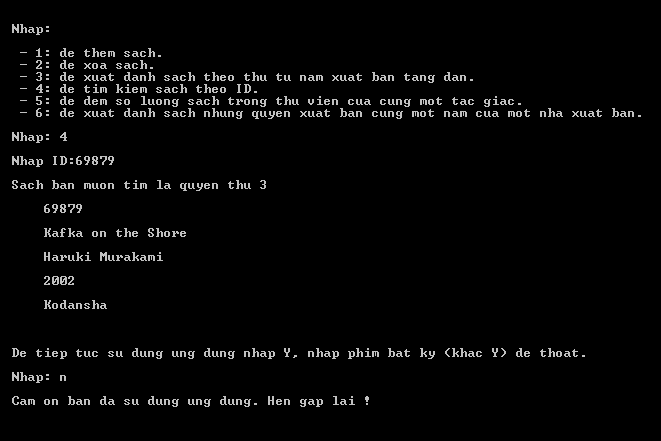 Nhap:
- 1: de them sach.
- 2: de xoa sach.
- 3: de xuat danh sach theo thu tu nam xuat ban tang dan.
- 4: de tim kiem sach theo ID.
- 5: de dem so luong sach trong thu vien cua cung mot tac giac.
- 6: de xuat danh sach nhung quyen xuat ban cung mot nam cua mot nha xuat ban.
Nhap: 4
Nhap ID:69879
Sach ban muon tim la quyen thu 3
69879
Kafka on the Shore
Haruki Murakami
2002
Kodansha
De tiep tuc su dung ung dung nhap Y, nhap phim bat ky (khac Y) de thoat.
Nhap: n
Cam on ban da su dung ung dung. Hen gap lai !